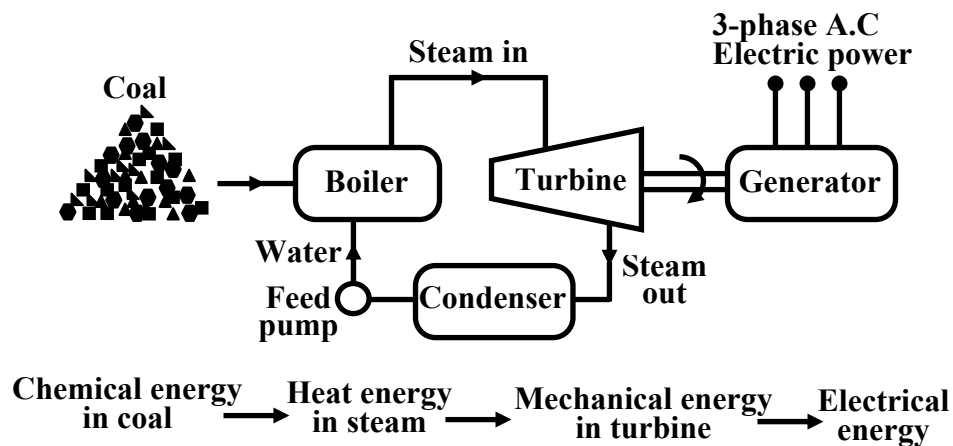 3-phase A.C
Electric power
Steam in
Coal
Boiler
Turbine
Generator
Water
Steam
out
Feed
pump
Condenser
Chemical energy
in coal
Heat energy
in steam
Mechanical energy
in turbine
Electrical
energy